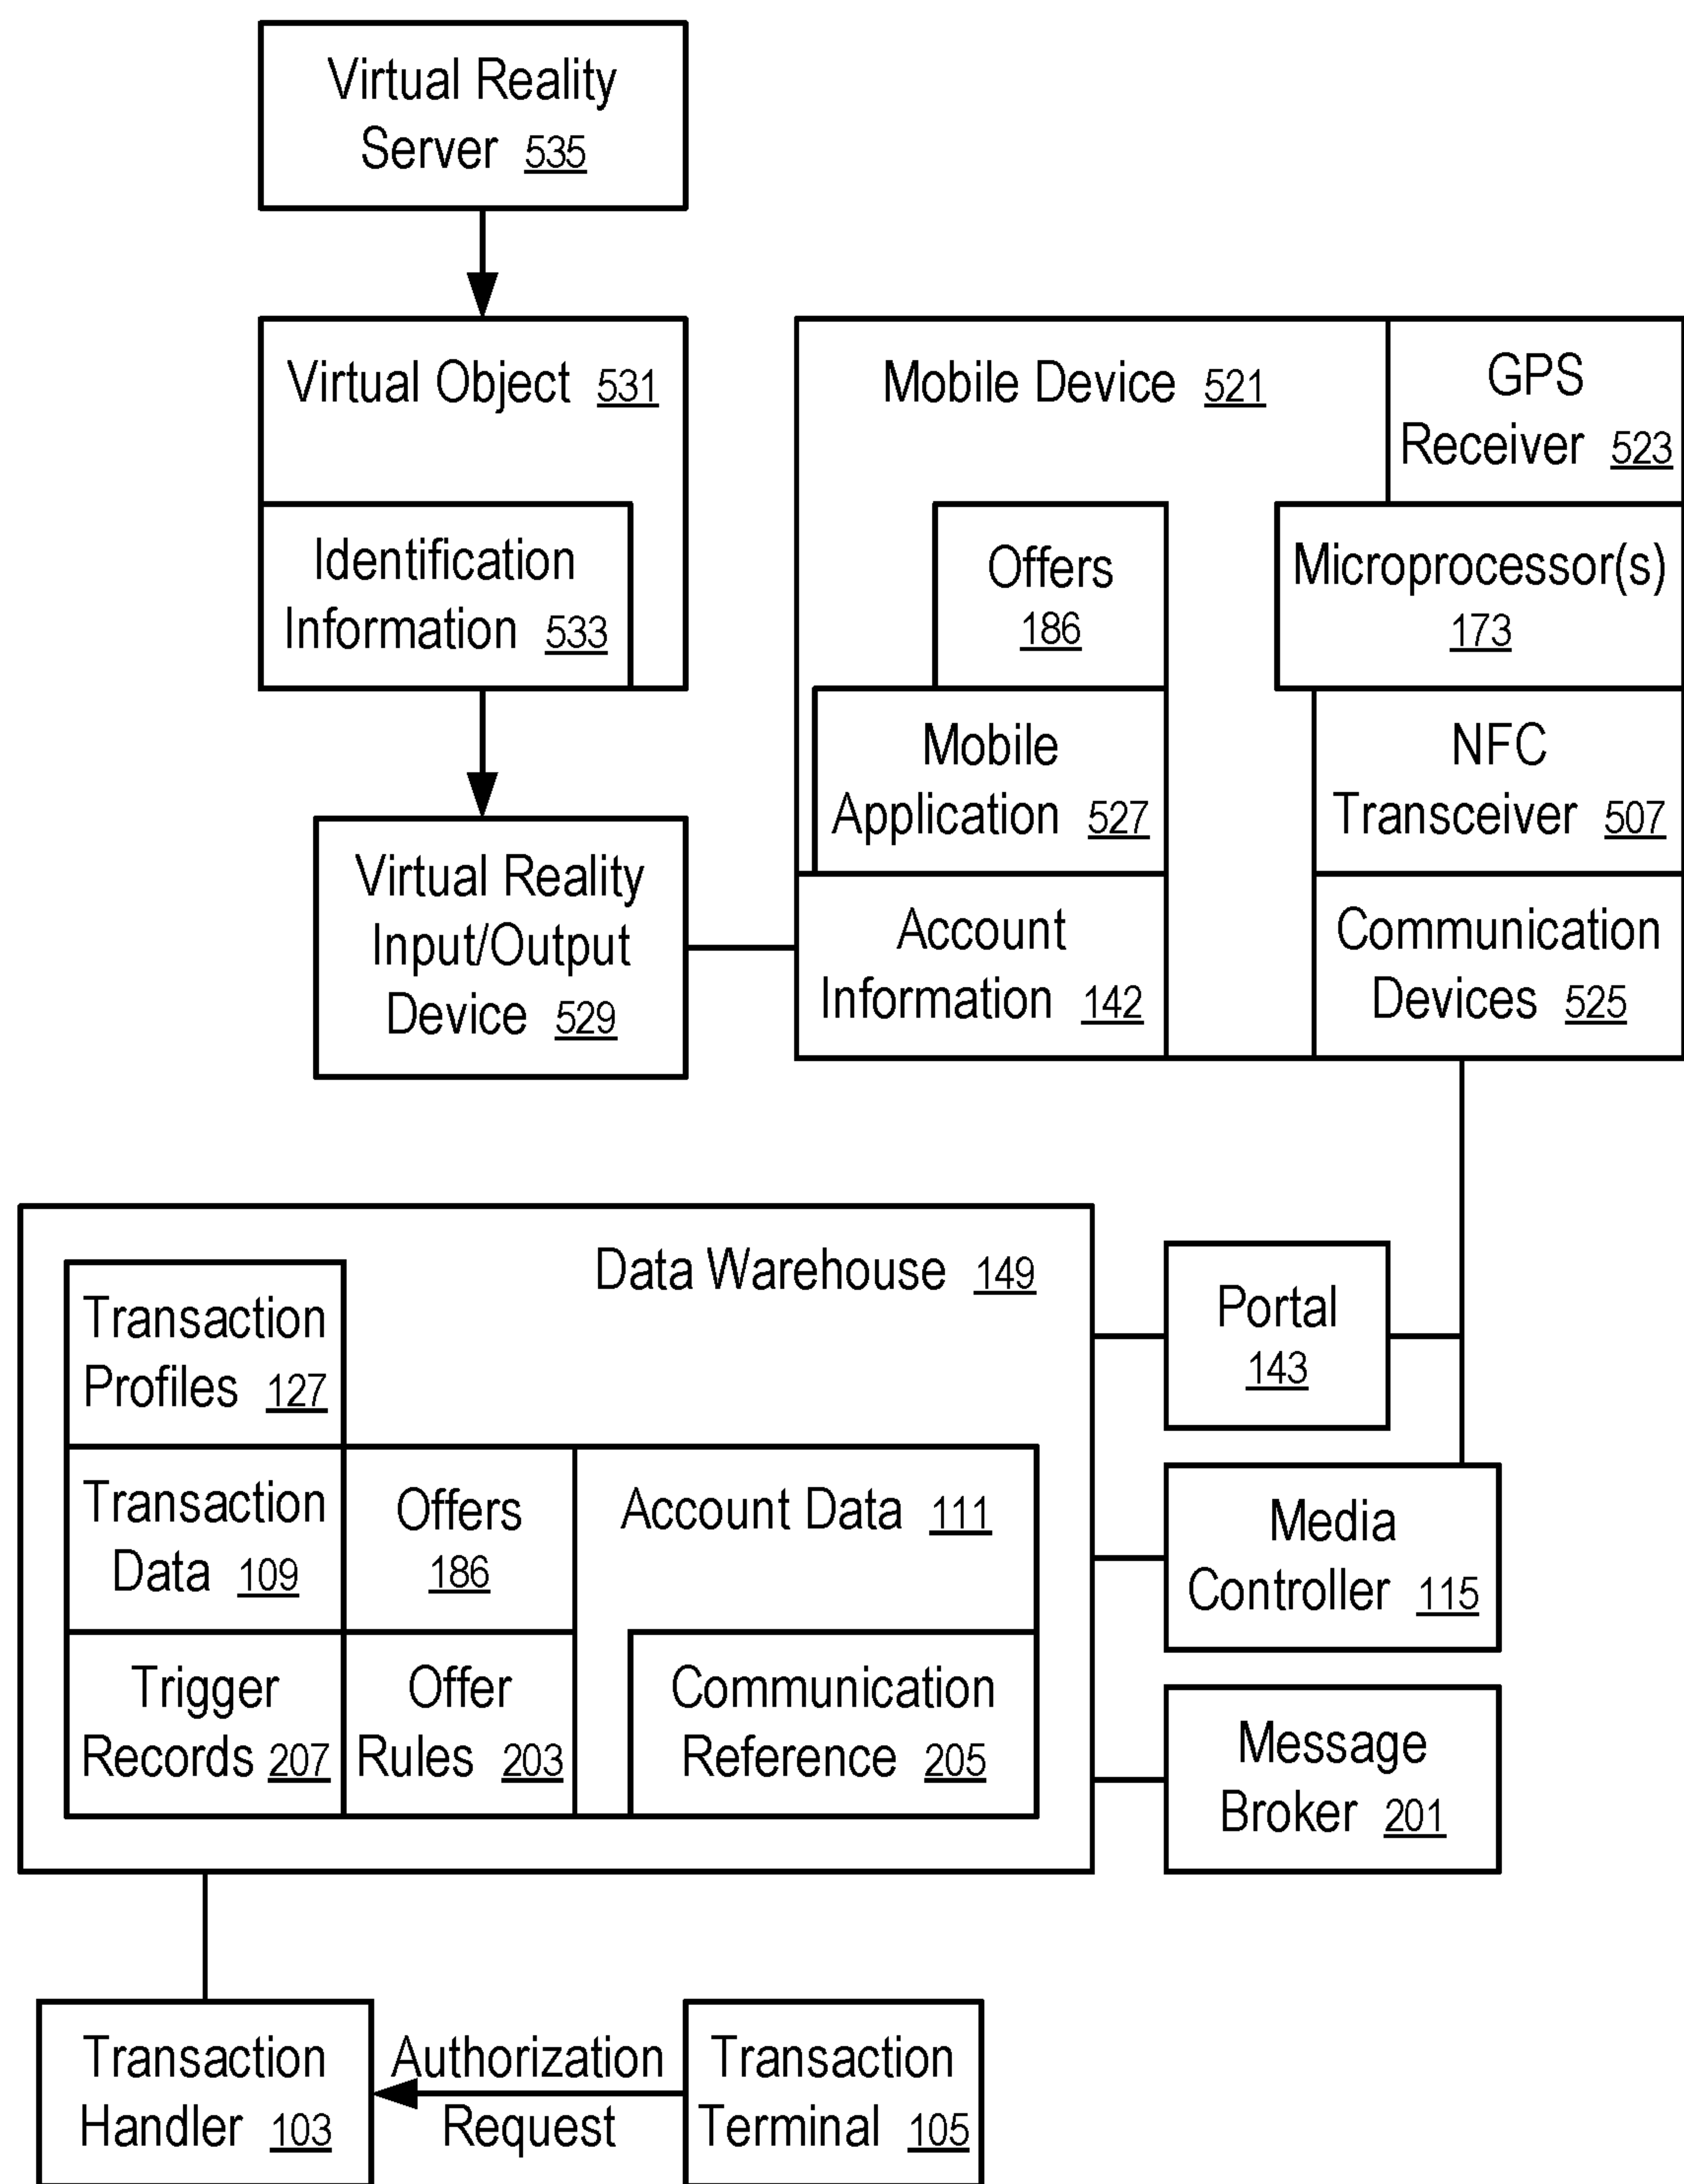 Virtual Reality
Server 535
Virtual Object 531
Identification
Information 533
Virtual Reality
Input/Output
Device 529
Mobile Device 521
GPS
Receiver 523
Offers
186
Microprocessor(s)
173
Mobile
Application 527
NFC
Transceiver 507
Account
Information 142
Communication
Devices 525
Data Warehouse 149
Transaction
Profiles 127
Transaction
Data 109
Offers
186
Account Data 111
Trigger
Records 207
Offer
Rules 203
Communication
Reference 205
Portal
143
Media
Controller 115
Message
Broker 201
Transaction
Handler 103
Authorization
Request
Transaction
Terminal 105